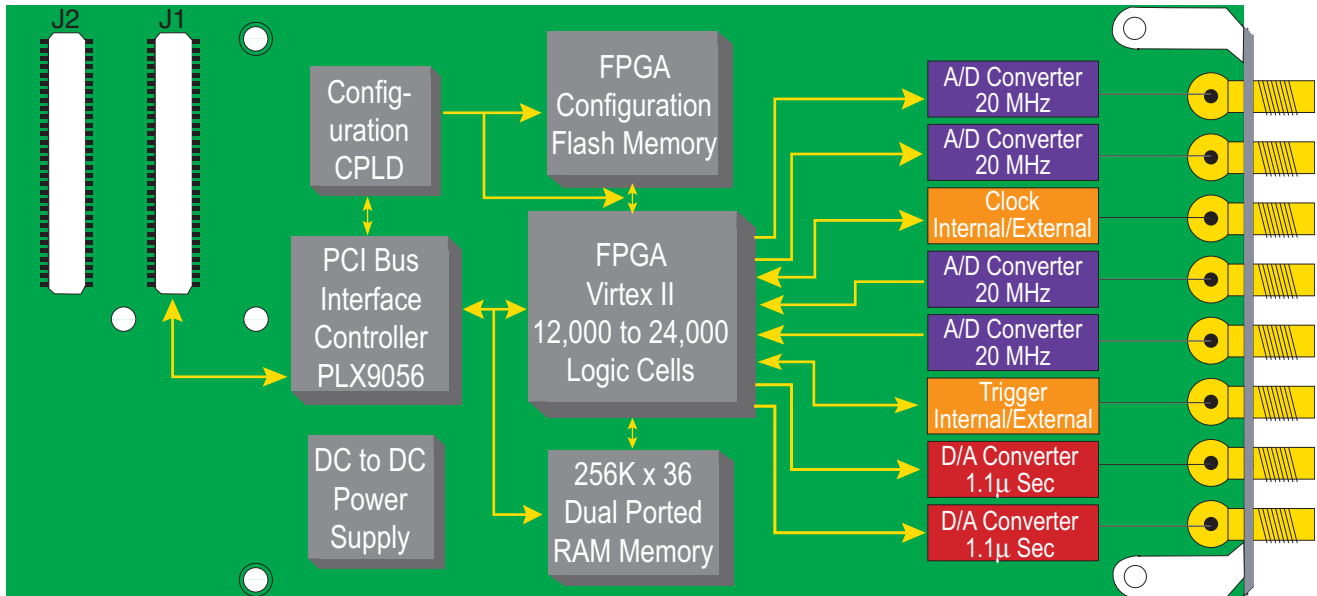 J2
J1
Config-
uration
CPLD
FPGA
Configuration
Flash Memory
PCI Bus
Interface
Controller
PLX9056
FPGA
Virtex II
12,000 to 24,000
Logic Cells
DC to DC
Power
Supply
256K x 36
Dual Ported
RAM Memory
A/D Converter
20 MHz
A/D Converter
20 MHz
Clock
Internal/External
A/D Converter
20 MHz
A/D Converter
20 MHz
Trigger
Internal/External
D/A Converter
1.1μ Sec
D/A Converter
1.1μ Sec